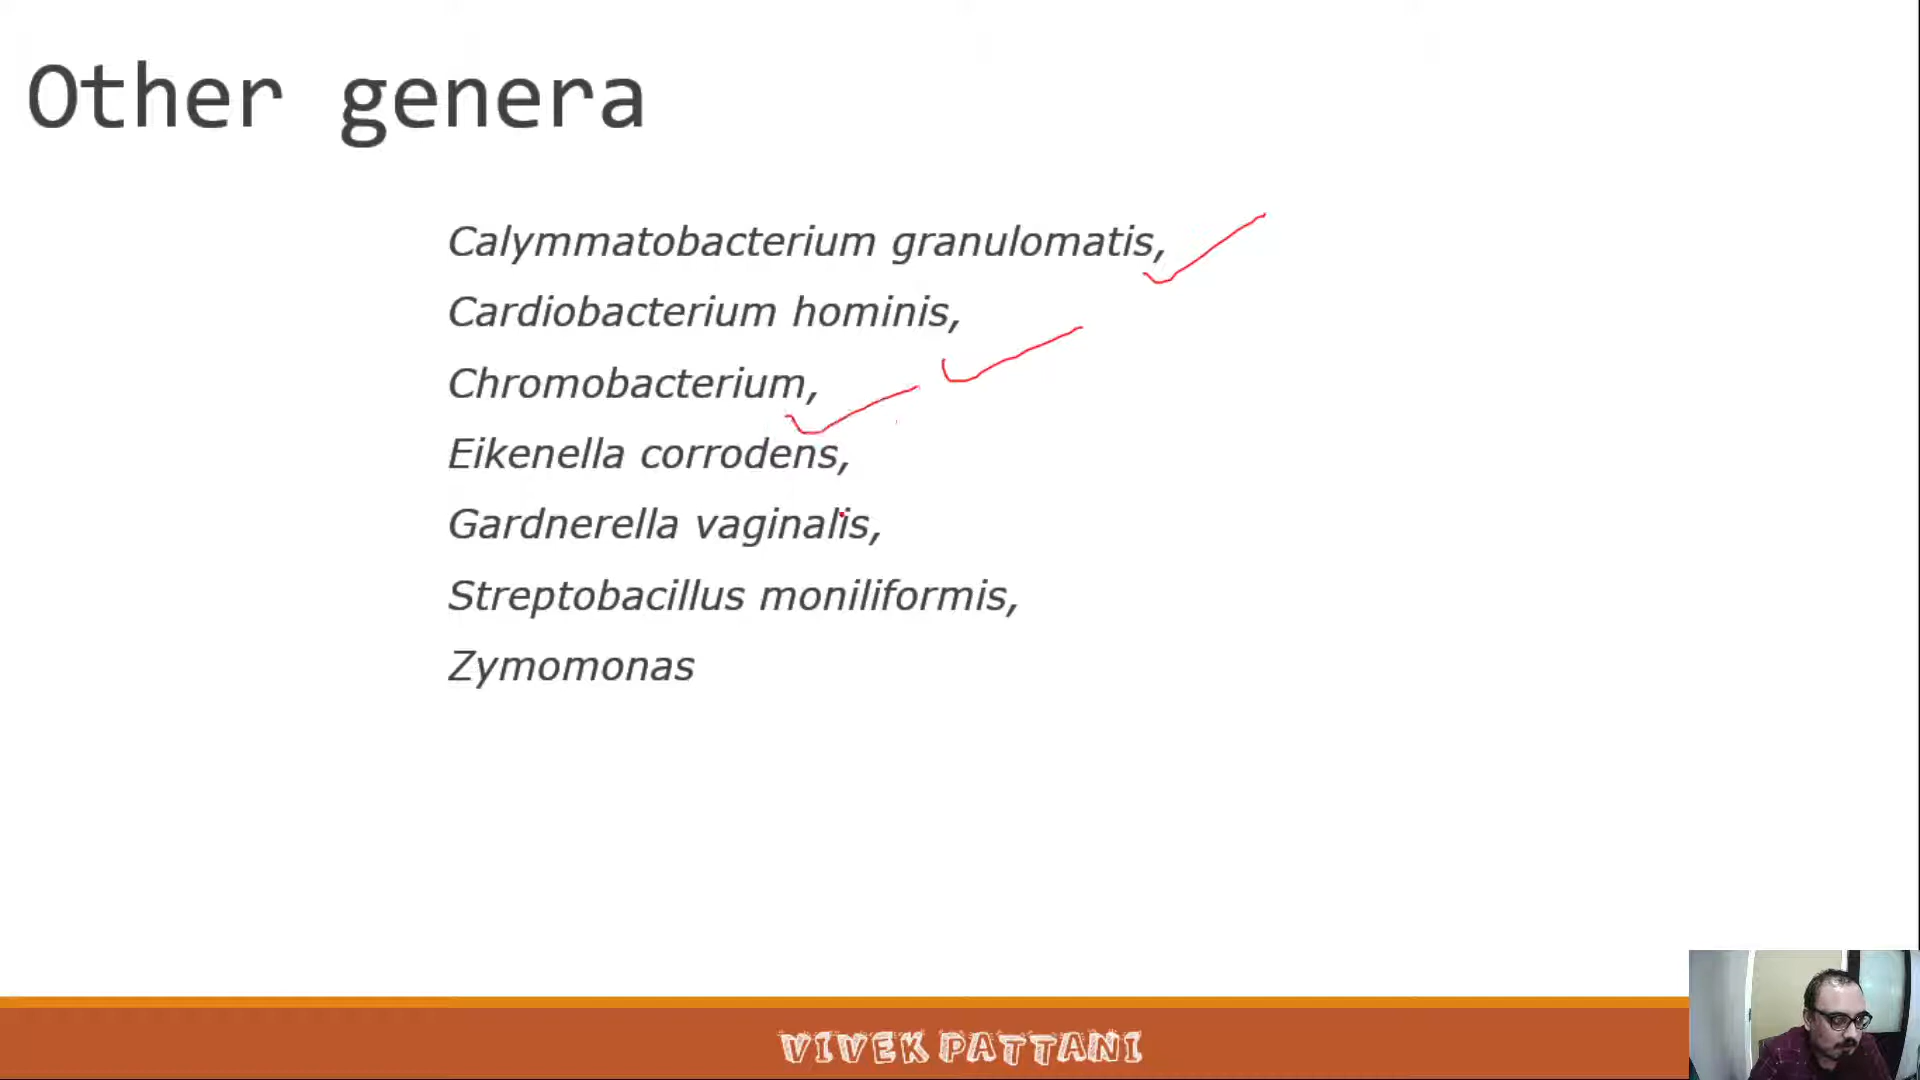 Other genera
Calymmatobacterium granulomatis,
Cardiobacterium hominis,
Chromobacterium,
Eikenella corrodens,
Gardnerella vaginalis,
Streptobacillus moniliformis,
Zymomonas
VIVEK PATTANI